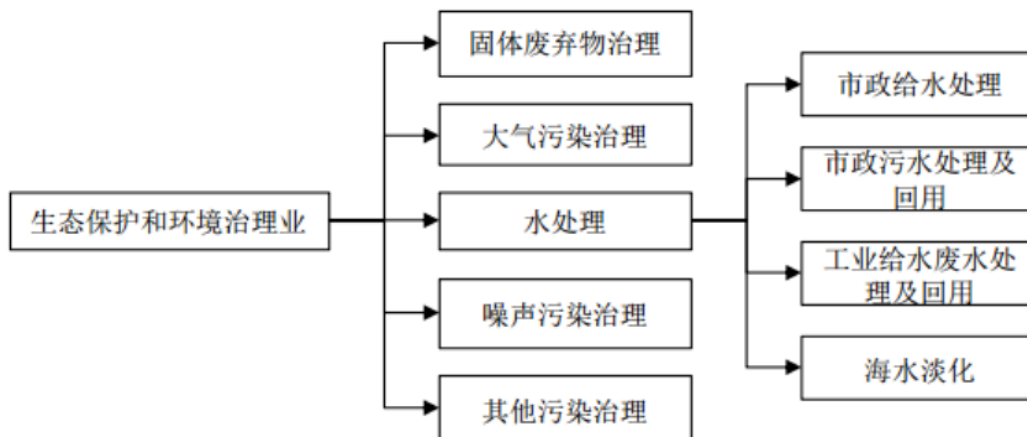 生态保护和环境治理业
固体废弃物治理
大气污染治理
水处理
噪声污染治理
其他污染治理
市政给水处理
市政污水处理及
回用
工业给水废水处
理及回用
海水淡化